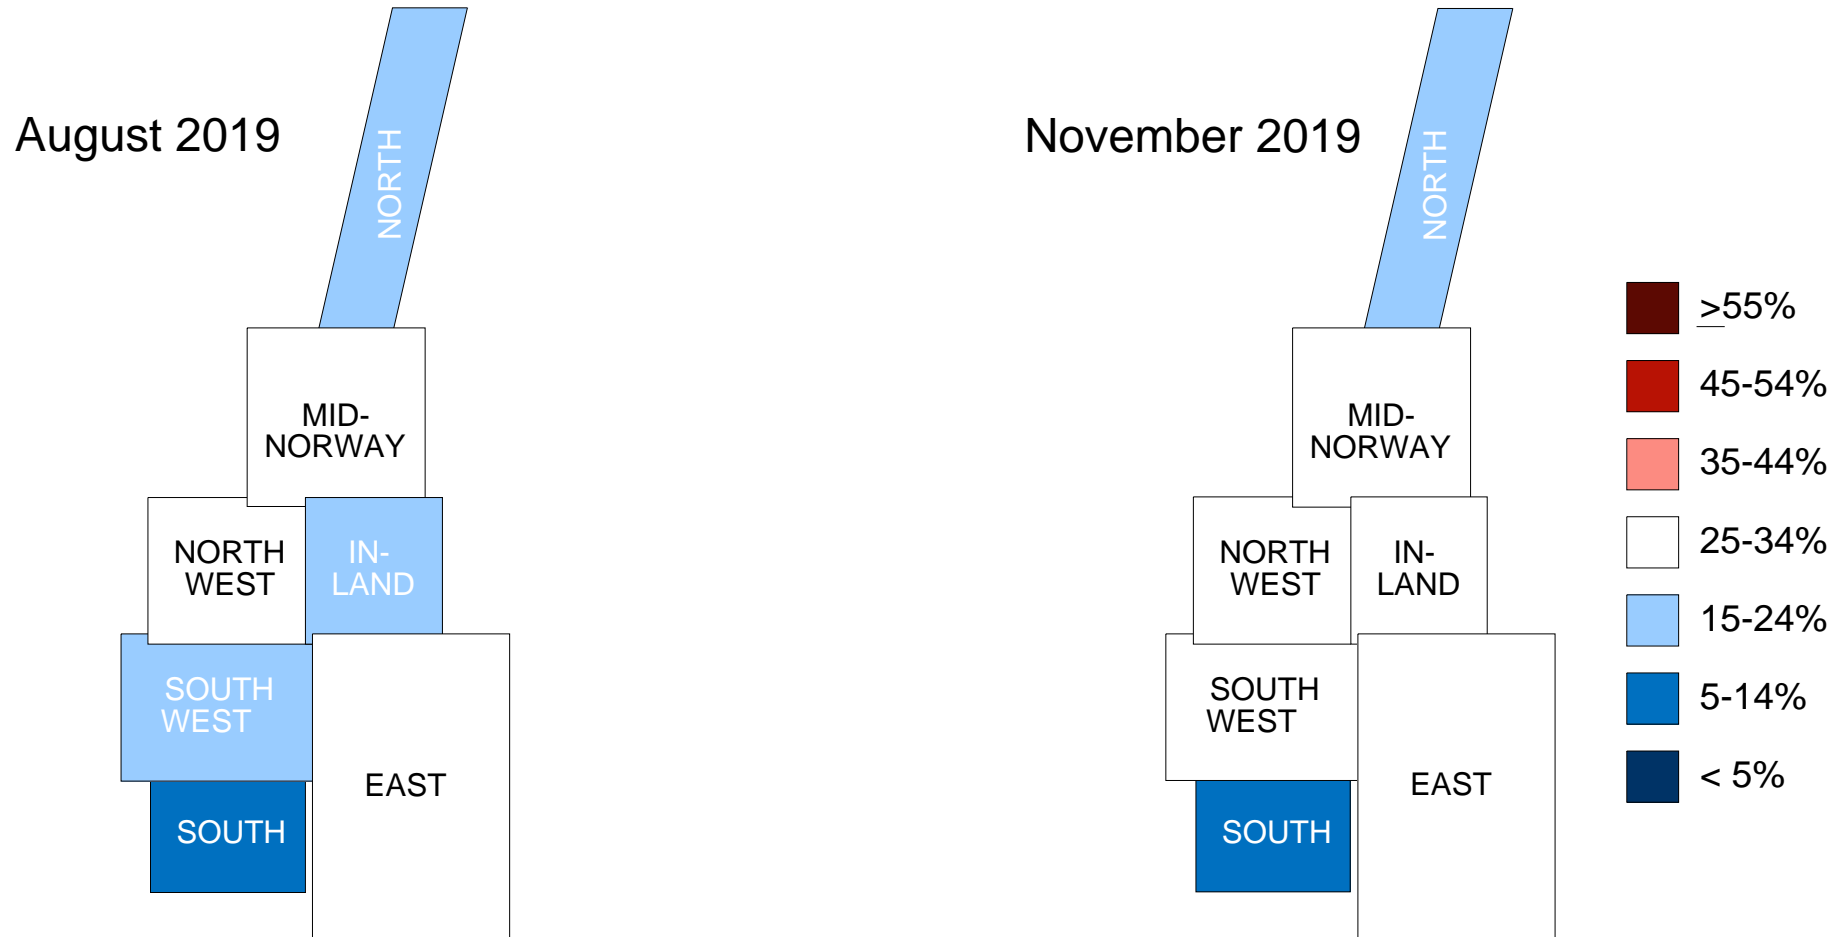 August 2019
NORTH
MID-
NORWAY
NORTH
WEST
IN-
LAND
SOUTH
WEST
SOUTH
EAST
November 2019
NORTH
MID-
NORWAY
NORTH
WEST
IN-
LAND
SOUTH
WEST
SOUTH
EAST
>55%
45-54%
35-44%
25-34%
15-24%
5-14%
< 5%